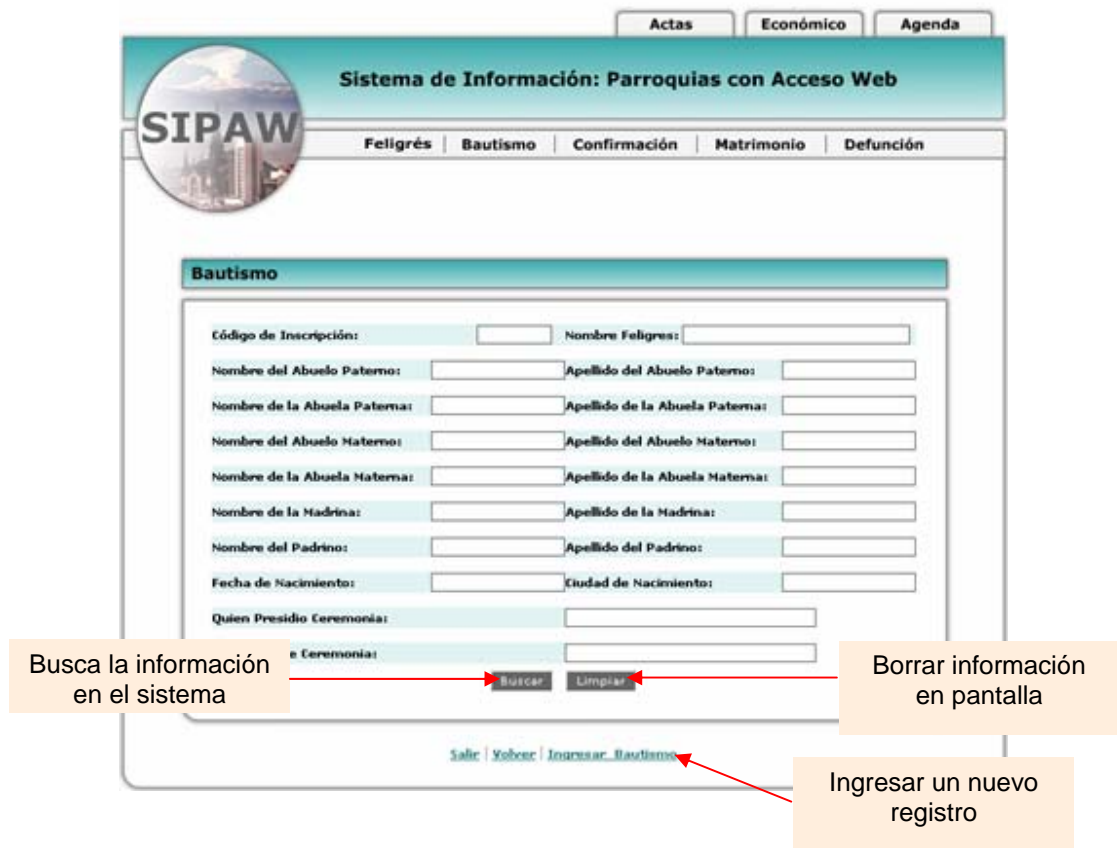 Actas Económico Agenda
Sistema de Información: Parroquias con Acceso Web
SIPAW
Feligrés | Bautismo | Confirmación | Matrimonio | Defunción
Bautismo
Código de Inscripción: Nombre Feligres:
Nombre del Abuelo Paterno: Apellido del Abuelo Paterno:
Nombre de la Abuela Paterna: Apellido de la Abuela Paterna:
Nombre del Abuelo Materno: Apellido del Abuelo Materno:
Nombre de la Abuela Materna: Apellido de la Abuela Materna:
Nombre de la Madrina: Apellido de la Madrina:
Nombre del Padrino: Apellido del Padrino:
Fecha de Nacimiento: Ciudad de Nacimiento:
Quien Presidio Ceremonia:
Ceremonia:
Busca la información
en el sistema
Buscar Limpiar
Borrar información
en pantalla
Salir | Volver | Ingresar Bautismo
Ingresar un nuevo
registro